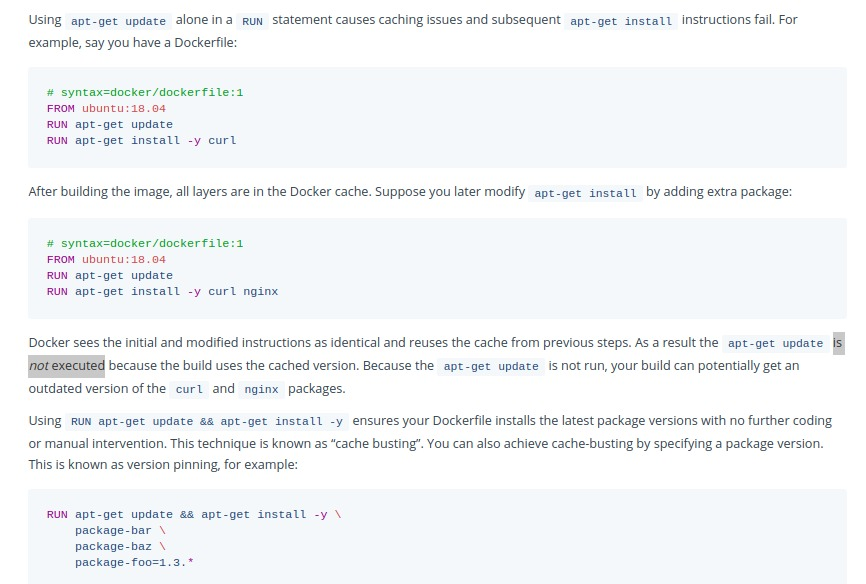 Using apt-get update alone in a RUN statement causes caching issues and subsequent apt-get install instructions fail. For
example, say you have a Dockerfile:
# syntax=docker/dockerfile:1
FROM ubuntu:18.04
RUN apt-get update
RUN apt-get install -y curl
After building the image, all layers are in the Docker cache. Suppose you later modify apt-get install by adding extra package:
# syntax=docker/dockerfile:1
FROM ubuntu:18.04
RUN apt-get update
RUN apt-get install -y curl nginx
Docker sees the initial and modified instructions as identical and reuses the cache from previous steps. As a result the apt-get update is
not executed because the build uses the cached version. Because the apt-get update is not run, your build can potentially get an
outdated version of the curl and nginx packages.
Using RUN apt-get update && apt-get install -y ensures your Dockerfile installs the latest package versions with no further coding
or manual intervention. This technique is known as “cache busting”. You can also achieve cache-busting by specifying a package version.
This is known as version pinning, for example:
RUN apt-get update && apt-get install -y \
    package-bar \
    package-baz \
    package-foo=1.3.*